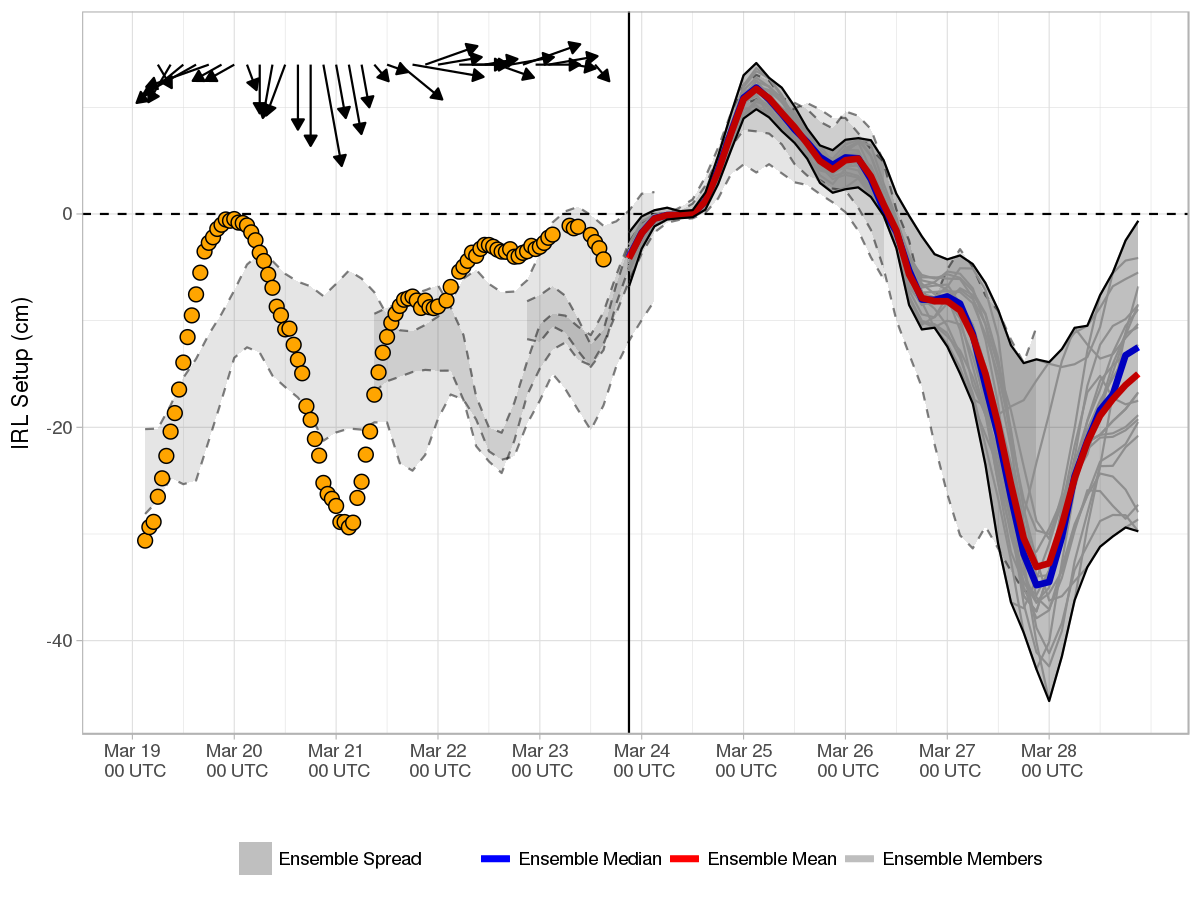 IRL Setup (cm)
0
-20
-40
Mar 19 Mar 20 Mar 21 Mar 22 Mar 23 Mar 24 Mar 25 Mar 26 Mar 27 Mar 28
00 UTC 00 UTC 00 UTC 00 UTC 00 UTC 00 UTC 00 UTC 00 UTC 00 UTC 00 UTC
Ensemble Spread Ensemble Median Ensemble Mean Ensemble Members